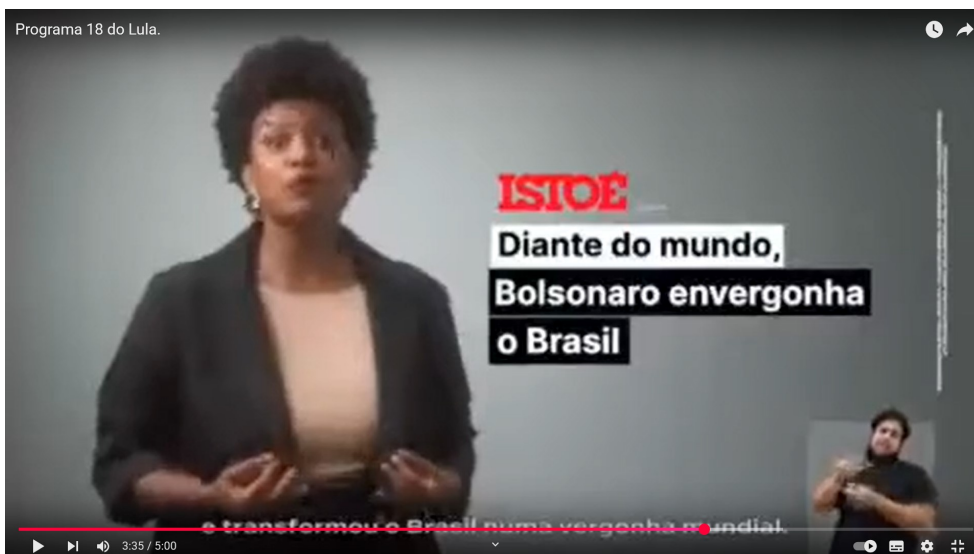 Programa 18 do Lula.
ISTOÉ
Diante do mundo,
Bolsonaro envergonha
o Brasil
e transformou o Brasil numa vergonha mundial.
3:35 / 5:00